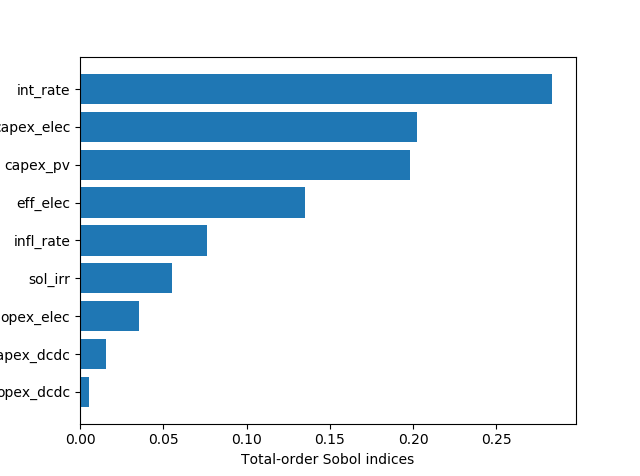 int_rate
capex_elec
capex_pv
eff_elec
infl_rate
sol_irr
opex_elec
apex_dcdc
opex_dcdc
0.00 0.05 0.10 0.15 0.20 0.25
Total-order Sobol indices